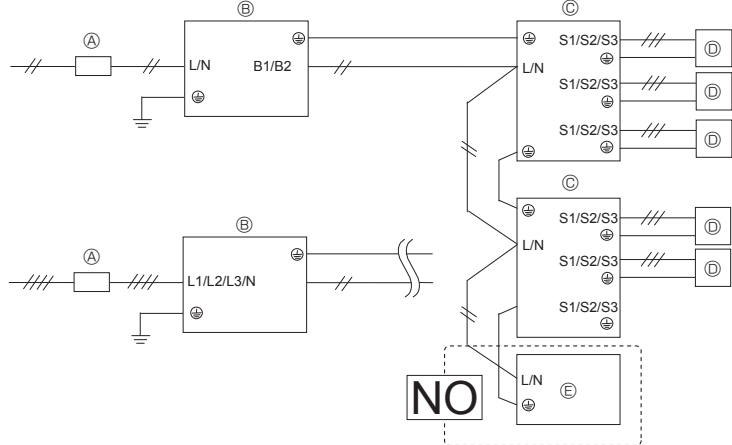 Ⓑ
Ⓒ
Ⓐ
L/N
B1/B2
L/N
S1/S2/S3
Ⓓ
S1/S2/S3
Ⓓ
S1/S2/S3
Ⓓ
Ⓒ
Ⓑ
Ⓐ
L1/L2/L3/N
L/N
S1/S2/S3
Ⓓ
S1/S2/S3
Ⓓ
S1/S2/S3
NO
L/N
Ⓔ